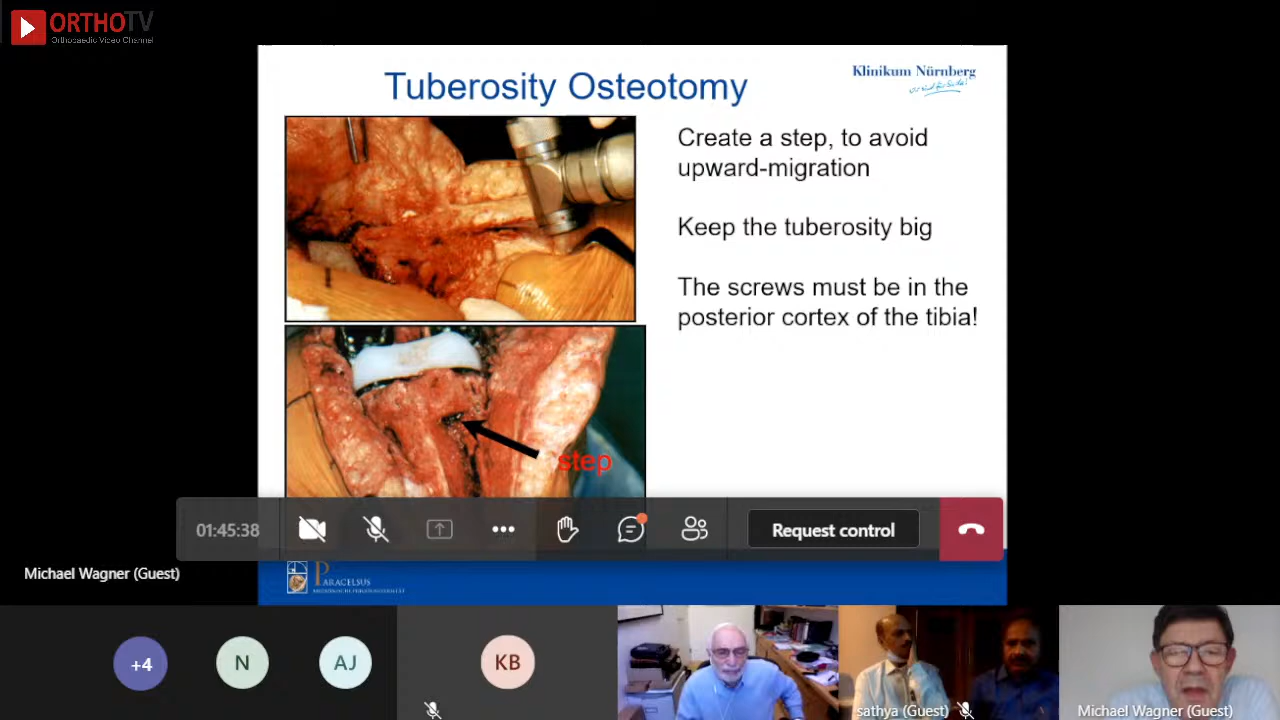 ORTHOTV
Orthopaedic Video Channel
Tuberosity Osteotomy
Klinikum Nürnberg
Create a step, to avoid
upward-migration
Keep the tuberosity big
The screws must be in the
posterior cortex of the tibia!
step
01:45:38
Request control
Michael Wagner (Guest)
PARACELSUS
+4
N
AJ
KB
sathya (Guest)
Michael Wagner (Guest)